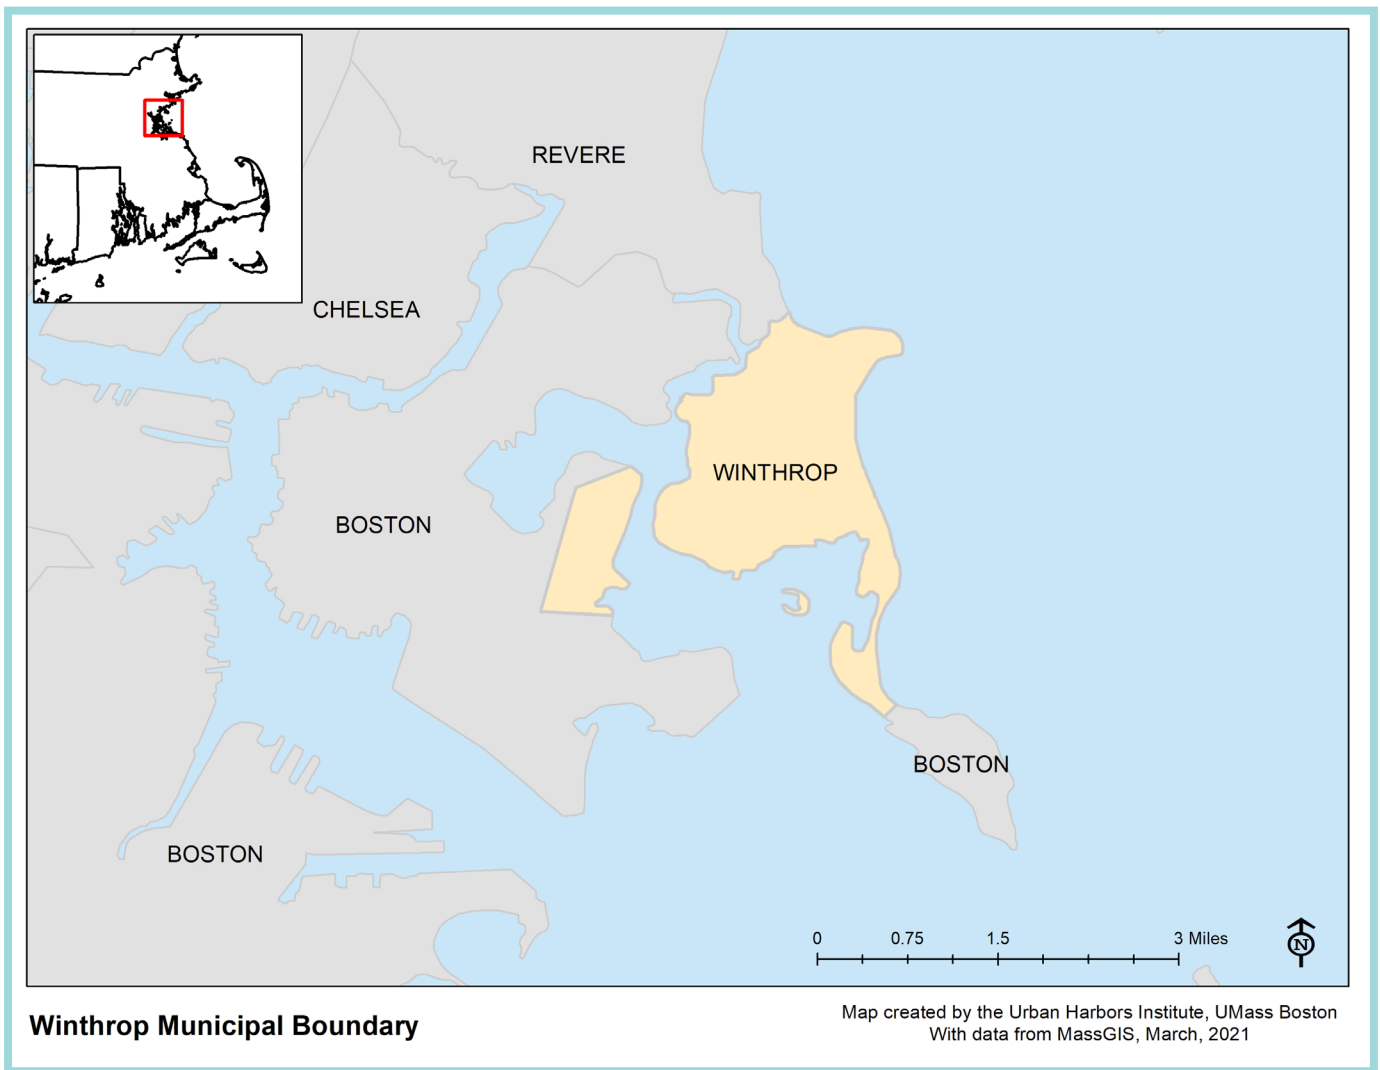 REVERE
CHELSEA
WINTHROP
BOSTON
BOSTON
BOSTON
0 0.75 1.5 3 Miles
N
Winthrop Municipal Boundary
Map created by the Urban Harbors Institute, UMass Boston
With data from MassGIS, March, 2021